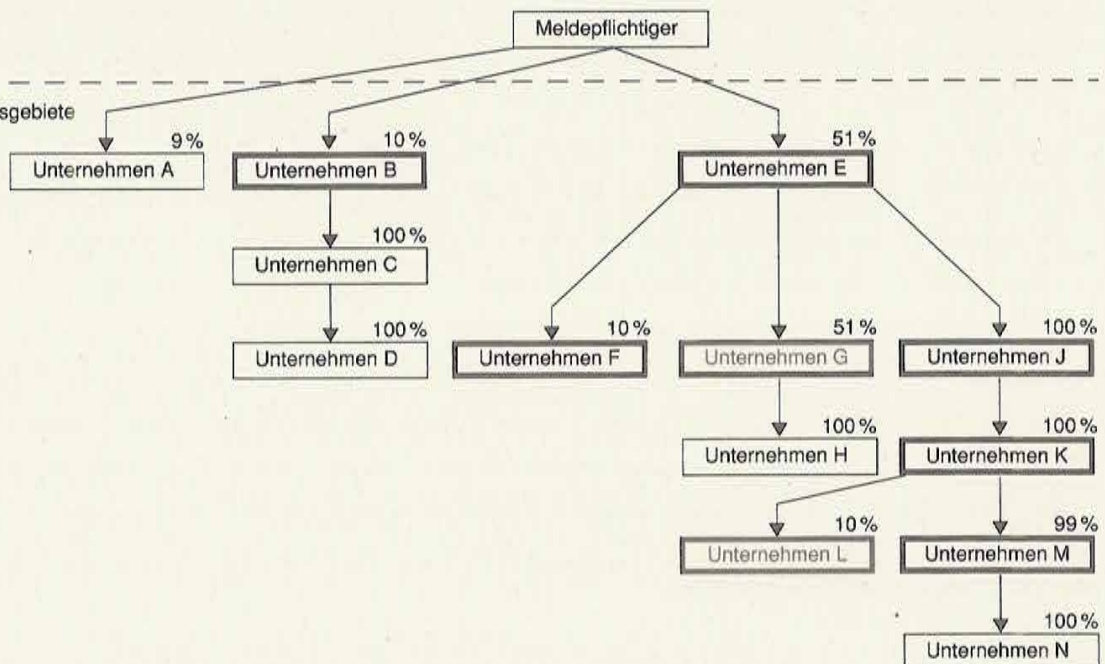 Meldepflichtiger
sgebiete
9 %
10 %
51 %
Unternehmen A
Unternehmen B
Unternehmen E
100 %
Unternehmen C
100 %
10 %
51 %
100 %
Unternehmen D
Unternehmen F
Unternehmen G
Unternehmen J
100 %
100 %
Unternehmen H
Unternehmen K
10 %
99 %
Unternehmen L
Unternehmen M
100 %
Unternehmen N